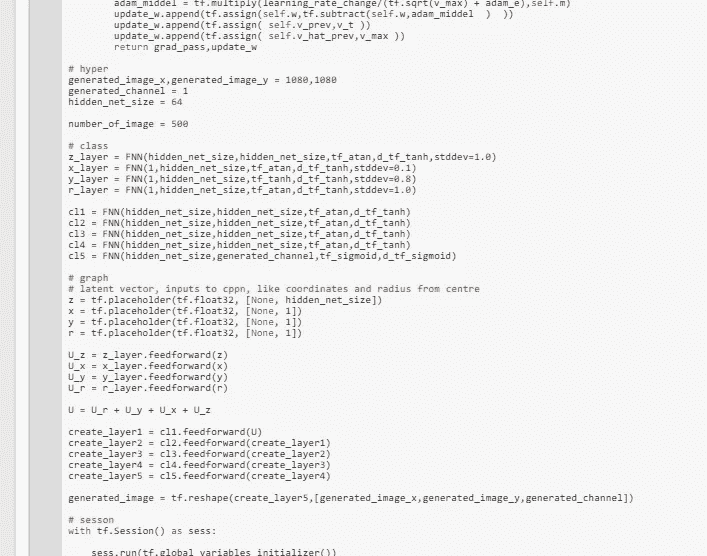 adam_middel = tf.multiply(learning_rate_change/(tf.sqrt(v_max) + adam_e),self.m)
update_w.append(tf.assign(self.w,tf.subtract(self.w,adam_middel  )  ))
update_w.append(tf.assign( self.v_prev,v_t ))
update_w.append(tf.assign( self.v_hat_prev,v_max ))
return grad_pass,update_w
# hyper
generated_image_x,generated_image_y = 1080,1080
generated_channel = 1
hidden_net_size = 64
number_of_image = 500
# class
z_layer = FNN(hidden_net_size,hidden_net_size,tf_atan,d_tf_tanh,stddev=1.0)
x_layer = FNN(1,hidden_net_size,tf_atan,d_tf_tanh,stddev=0.1)
y_layer = FNN(1,hidden_net_size,tf_tanh,d_tf_tanh,stddev=0.8)
r_layer = FNN(1,hidden_net_size,tf_atan,d_tf_tanh,stddev=1.0)
cl1 = FNN(hidden_net_size,hidden_net_size,tf_atan,d_tf_tanh)
cl2 = FNN(hidden_net_size,hidden_net_size,tf_atan,d_tf_tanh)
cl3 = FNN(hidden_net_size,hidden_net_size,tf_atan,d_tf_tanh)
cl4 = FNN(hidden_net_size,hidden_net_size,tf_atan,d_tf_tanh)
cl5 = FNN(hidden_net_size,generated_channel,tf_sigmoid,d_tf_sigmoid)
# graph
# latent vector, inputs to cppn, like coordinates and radius from centre
z = tf.placeholder(tf.float32, [None, hidden_net_size])
x = tf.placeholder(tf.float32, [None, 1])
y = tf.placeholder(tf.float32, [None, 1])
r = tf.placeholder(tf.float32, [None, 1])
U_z = z_layer.feedforward(z)
U_x = x_layer.feedforward(x)
U_y = y_layer.feedforward(y)
U_r = r_layer.feedforward(r)
U = U_r + U_y + U_x + U_z
create_layer1 = cl1.feedforward(U)
create_layer2 = cl2.feedforward(create_layer1)
create_layer3 = cl3.feedforward(create_layer2)
create_layer4 = cl4.feedforward(create_layer3)
create_layer5 = cl5.feedforward(create_layer4)
generated_image = tf.reshape(create_layer5,[generated_image_x,generated_image_y,generated_channel])
# sesson
with tf.Session() as sess:
sess.run(tf.global_variables_initializer())